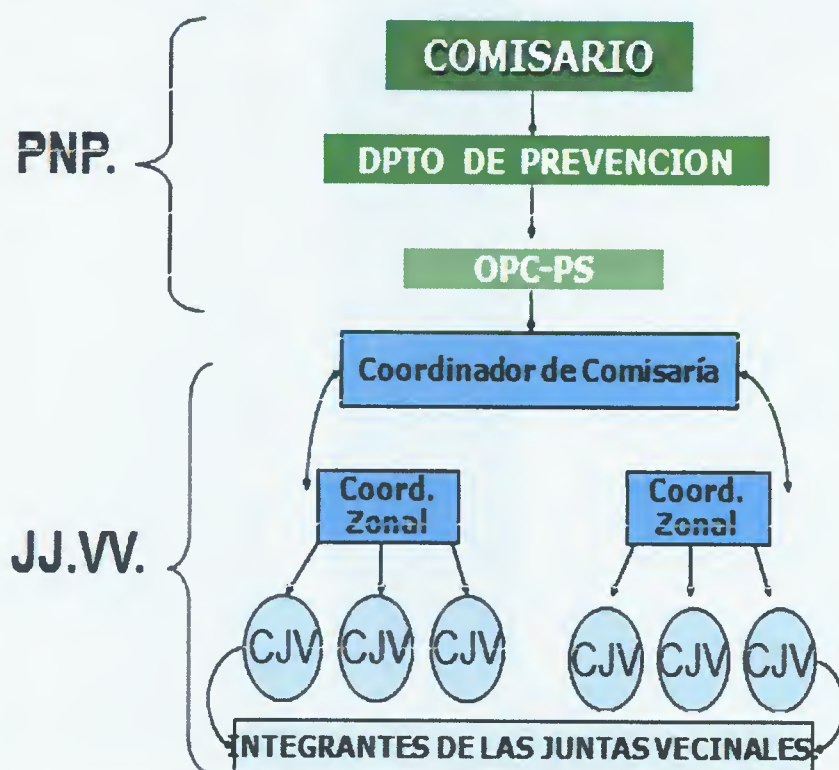 COMISARIO
PNP.
DPTO DE PREVENCION
OPC-PS
Coordinador de Comisaría
Coord.
Zonal
Coord.
Zonal
JJ.VV.
CJV CJV CJV CJV CJV CJV
INTEGRANTES DE LAS JUNTAS VECINALES